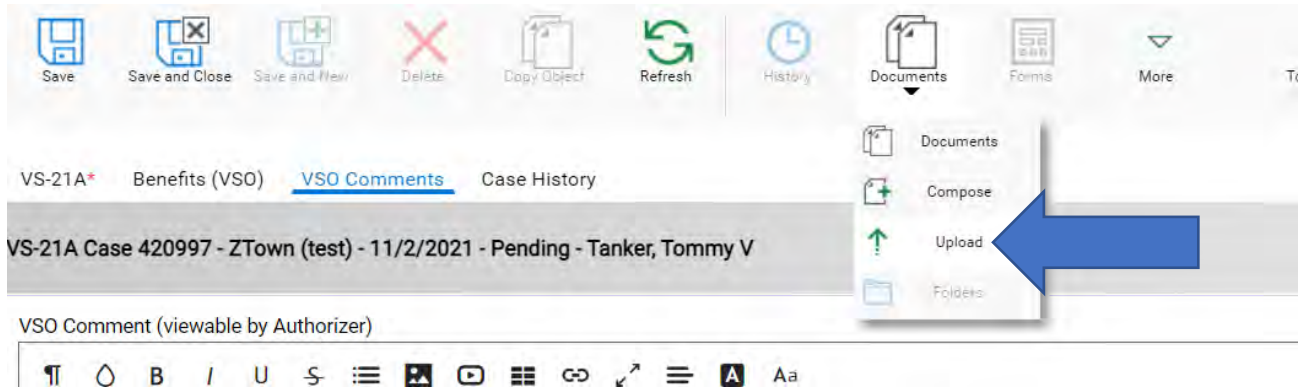 Save Save and Close Save and New Delete Copy Object Refresh History Documents Forms More To
Documents
VS-21A* Benefits (VSO) VSO Comments Case History
Compose
VS-21A Case 420997 - ZTown (test) - 11/2/2021 - Pending - Tanker, Tommy V
Upload
Folders
VSO Comment (viewable by Authorizer)
¶ B I U S A Aa